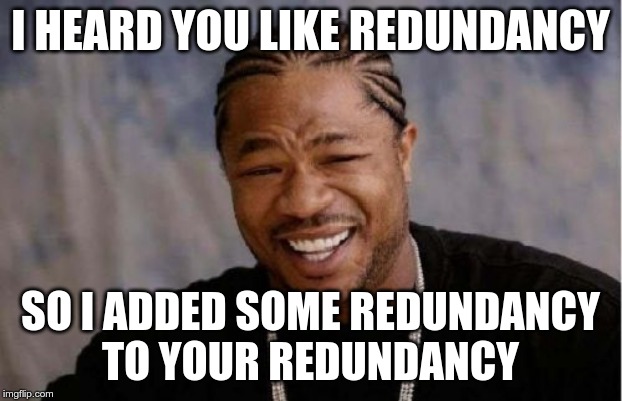 I HEARD YOU LIKE REDUNDANCY
SO I ADDED SOME REDUNDANCY
TO YOUR REDUNDANCY
imgflip.com